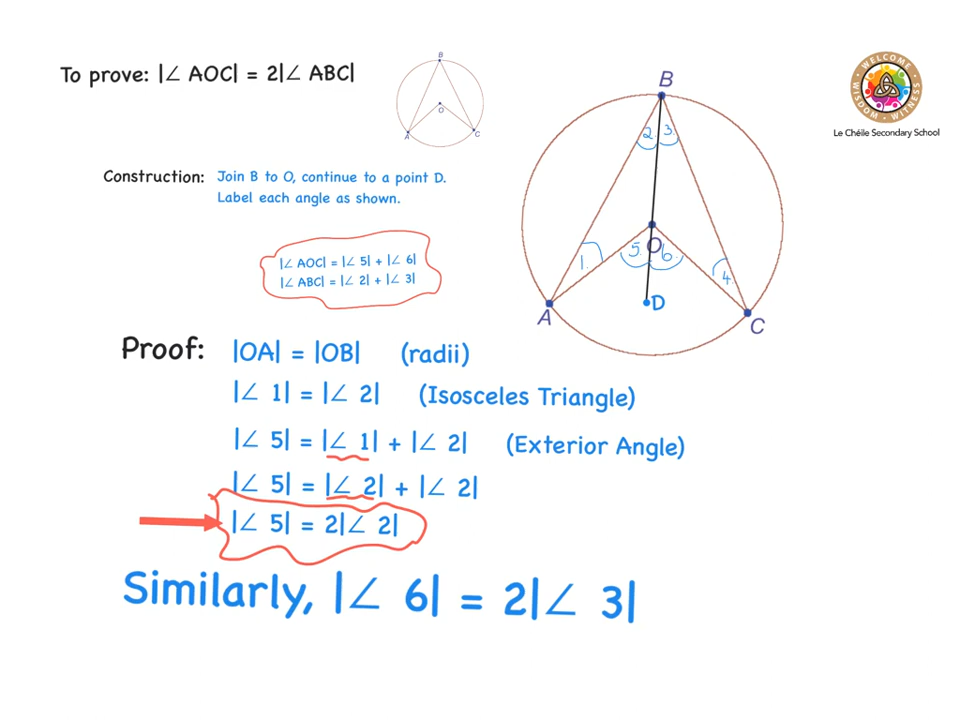 To prove: |∠ AOC| = 2|∠ ABC|
B
O
A
C
WELCOME • WITNESS • WISDOM
Le Chéile Secondary School
Construction: Join B to O, continue to a point D.
Label each angle as shown.
|∠ AOC| = |∠ 5| + |∠ 6|
|∠ ABC| = |∠ 2| + |∠ 3|
B
2. 3.
O
1. 5. 6.
4.
D
A
C
Proof: |OA| = |OB| (radii)
|∠ 1| = |∠ 2| (Isosceles Triangle)
|∠ 5| = |∠ 1| + |∠ 2| (Exterior Angle)
|∠ 5| = |∠ 2| + |∠ 2|
|∠ 5| = 2|∠ 2|
Similarly, |∠ 6| = 2|∠ 3|